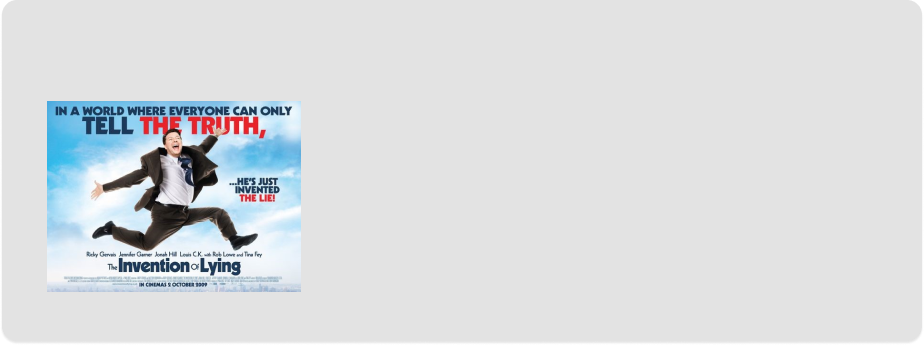 IN A WORLD WHERE EVERYONE CAN ONLY
TELL THE TRUTH,
...HE'S JUST
INVENTED
THE LIE!
Ricky Gervais Jennifer Garner Jonah Hill Louis C.K. with Rob Lowe and Tina Fey
The Invention Of Lying
IN CINEMAS 2 OCTOBER 2009